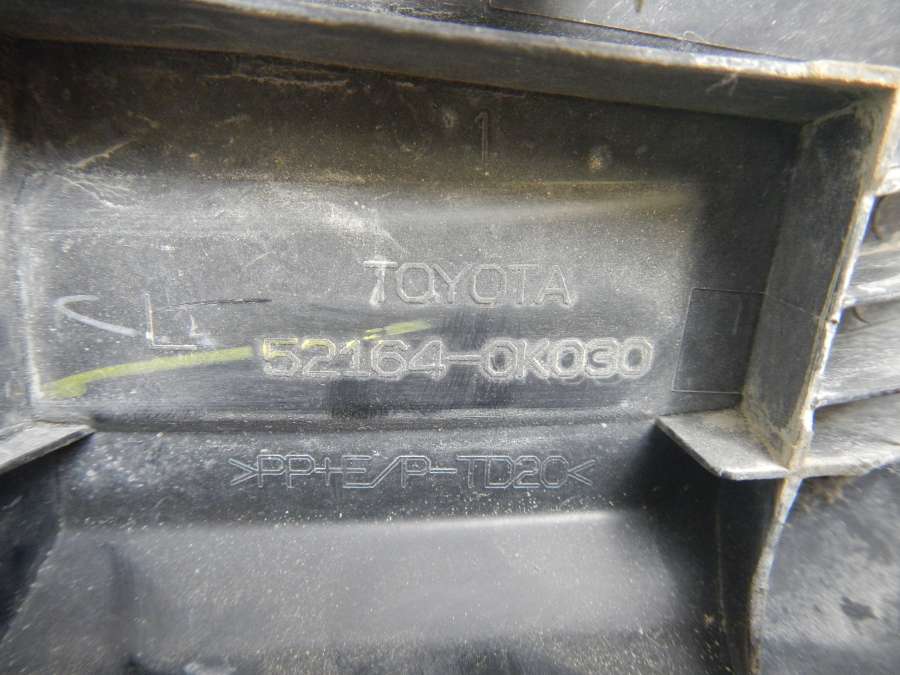 1
TOYOTA
L
52164-0K030
>PP+E/P-TD20<